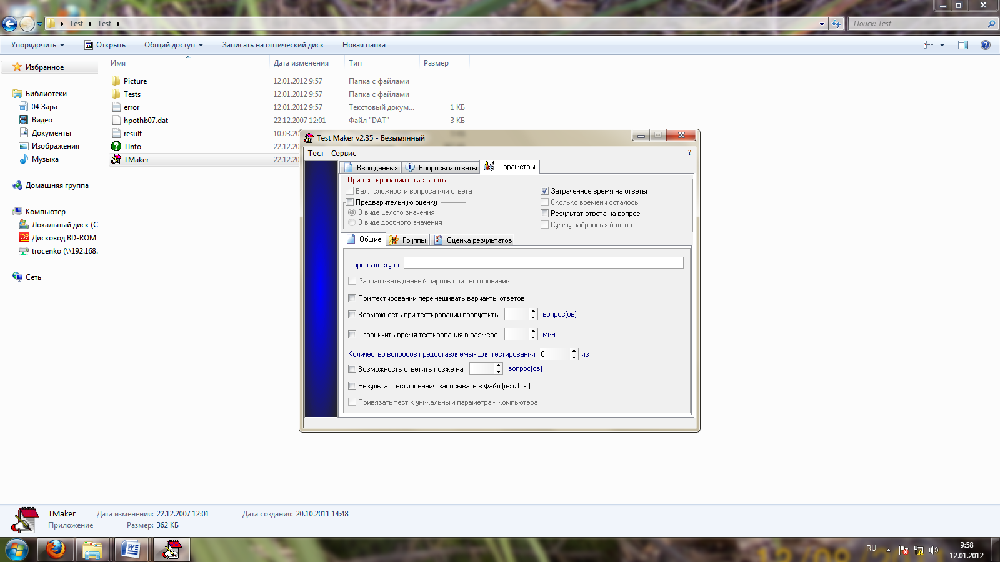 Test Test
Поиск: Test
Упорядочить Открыть Общий доступ Записать на оптический диск Новая папка
Избранное
Библиотеки
04 Зара
Видео
Документы
Изображения
Музыка
Домашняя группа
Компьютер
Локальный диск (С
Дисковод BD-ROM
trocenko (\\192.168.
Сеть
Имя Дата изменения Тип Размер
Picture 12.01.2012 9:57 Папка с файлами
Tests 12.01.2012 9:57 Папка с файлами
error 12.01.2012 9:57 Текстовый докум... 1 КБ
hpothb07.dat 22.12.2007 12:01 Файл "DAT" 3 КБ
result 10.03.20
TInfo 22.12.20
TMaker 22.12.20
Test Maker v2.35 - Безымянный
Тест Сервис ?
Ввод данных Вопросы и ответы Параметры
При тестировании показывать
Балл сложности вопроса или ответа
Предварительную оценку
В виде целого значения
В виде дробного значения
Затраченное время на ответы
Сколько времени осталось
Результат ответа на вопрос
Сумму набранных баллов
Общие Группы Оценка результатов
Пароль доступа...
Запрашивать данный пароль при тестировании
При тестировании перемешивать варианты ответов
Возможность при тестировании пропустить вопрос(ов)
Ограничить время тестирования в размере мин.
Количество вопросов предоставляемых для тестирования: 0 из
Возможность ответить позже на вопрос(ов)
Результат тестирования записывать в файл (result.txt)
Привязать тест к уникальным параметрам компьютера
TMaker Дата изменения: 22.12.2007 12:01 Дата создания: 20.10.2011 14:48
Приложение Размер: 362 КБ
RU
9:58
12.01.2012